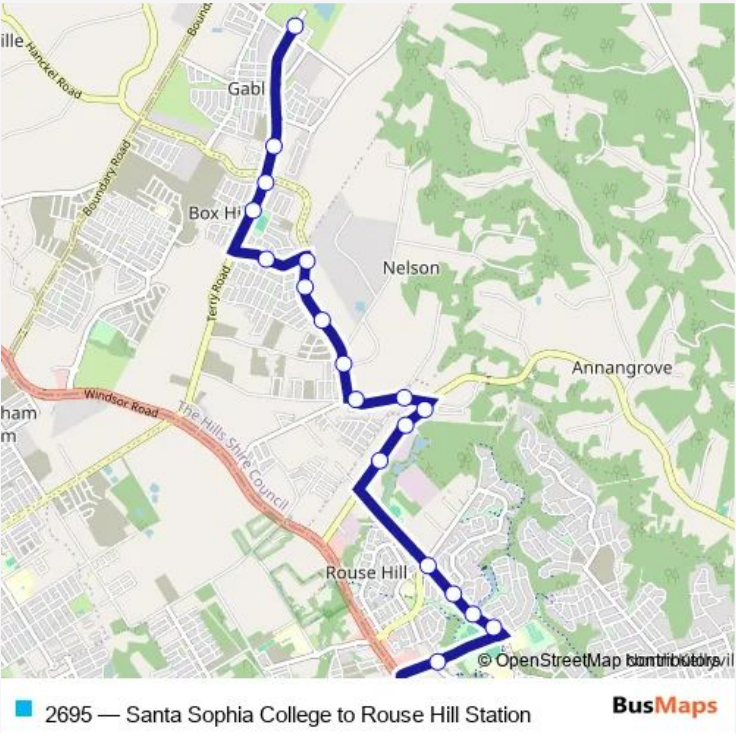 ille
Hanckel Road
Bound
Gabl
Boundary Road
Box Hi
Nelson
Terry Road
Annangrove
Windsor Road
ham
m
The Hills Shire Council
Rouse Hill
© OpenStreetMap contributors
2695 — Santa Sophia College to Rouse Hill Station
BusMaps